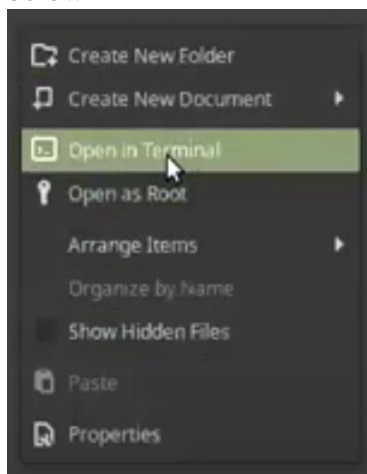 Create New Folder
Create New Document
Open in Terminal
Open as Root
Arrange Items
Organize by Name
Show Hidden Files
Paste
Properties